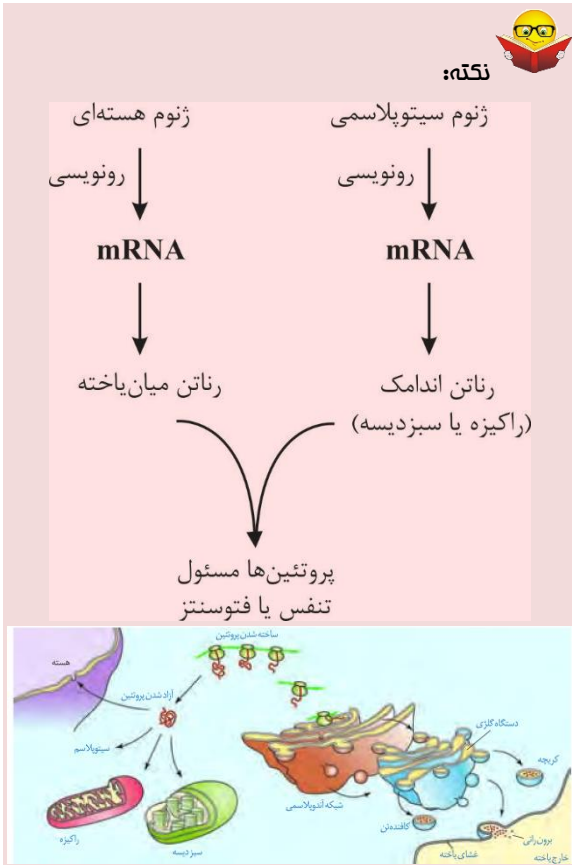 نکته:
ژنوم سیتوپلاسمی
ژنوم هسته‌ای
رونویسی
رونویسی
mRNA
mRNA
رناتن اندامک
(راکیزه یا سبزدیسه)
رناتن میان‌یاخته
پروتئین‌ها مسئول
تنفس یا فتوسنتز
ساخته شدن پروتئین
هسته
آزاد شدن پروتئین
سیتوپلاسم
دستگاه گلژی
کریچه
شبکه آندوپلاسمی
کافنده‌تن
برون‌رانی
راکیزه
سبز دیسه
غشای یاخته
خارج یاخته